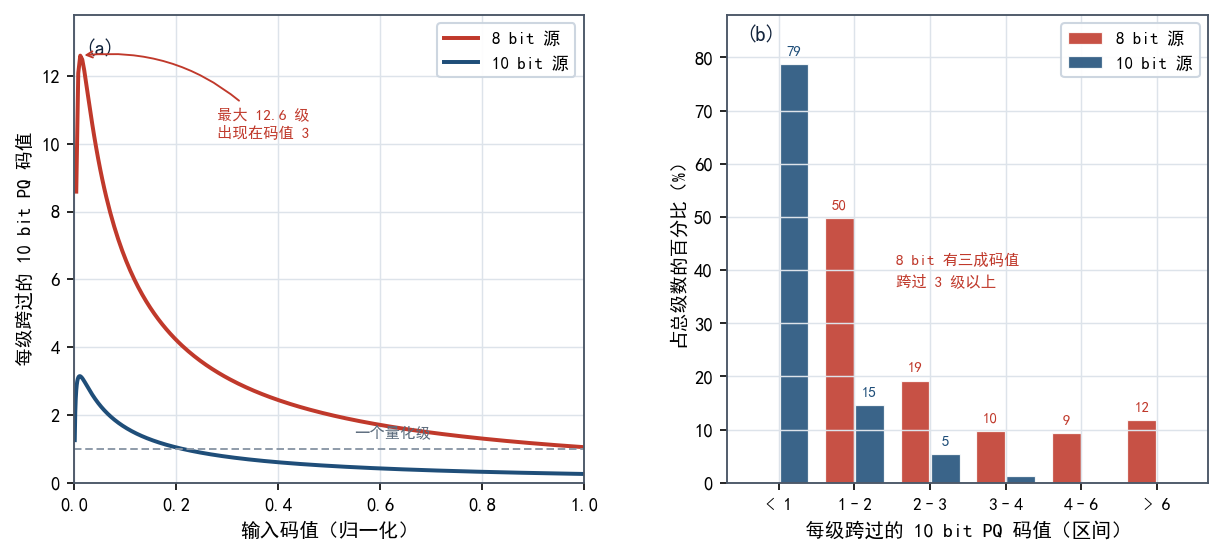 (a)
8 bit 源
10 bit 源
最大 12.6 级
出现在码值 3
一个量化级
每级跨过的 10 bit PQ 码值
12
10
8
6
4
2
0
0.0
0.2
0.4
0.6
0.8
1.0
输入码值（归一化）
(b)
8 bit 源
10 bit 源
79
50
15
19
5
10
9
12
8 bit 有三成码值
跨过 3 级以上
占总级数的百分比（%）
80
70
60
50
40
30
20
10
0
< 1
1-2
2-3
3-4
4-6
> 6
每级跨过的 10 bit PQ 码值（区间）